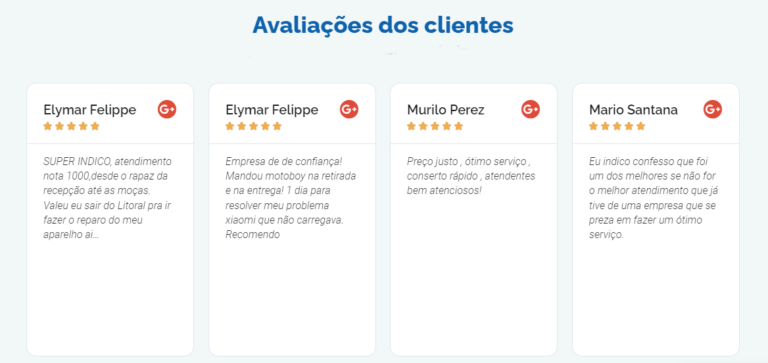 Avaliações dos clientes
Elymar Felippe
G+
SUPER INDICO, atendimento
nota 1000,desde o rapaz da
recepção até as moças.
Valeu eu sair do Litoral pra ir
fazer o reparo do meu
aparelho ai...
Elymar Felippe
G+
Empresa de de confiança!
Mandou motoboy na retirada
e na entrega! 1 dia para
resolver meu problema
xiaomi que não carregava.
Recomendo
Murilo Perez
G+
Preço justo , ótimo serviço ,
conserto rápido , atendentes
bem atenciosos!
Mario Santana
G+
Eu indico confesso que foi
um dos melhores se não for
o melhor atendimento que já
tive de uma empresa que se
preza em fazer um ótimo
serviço.